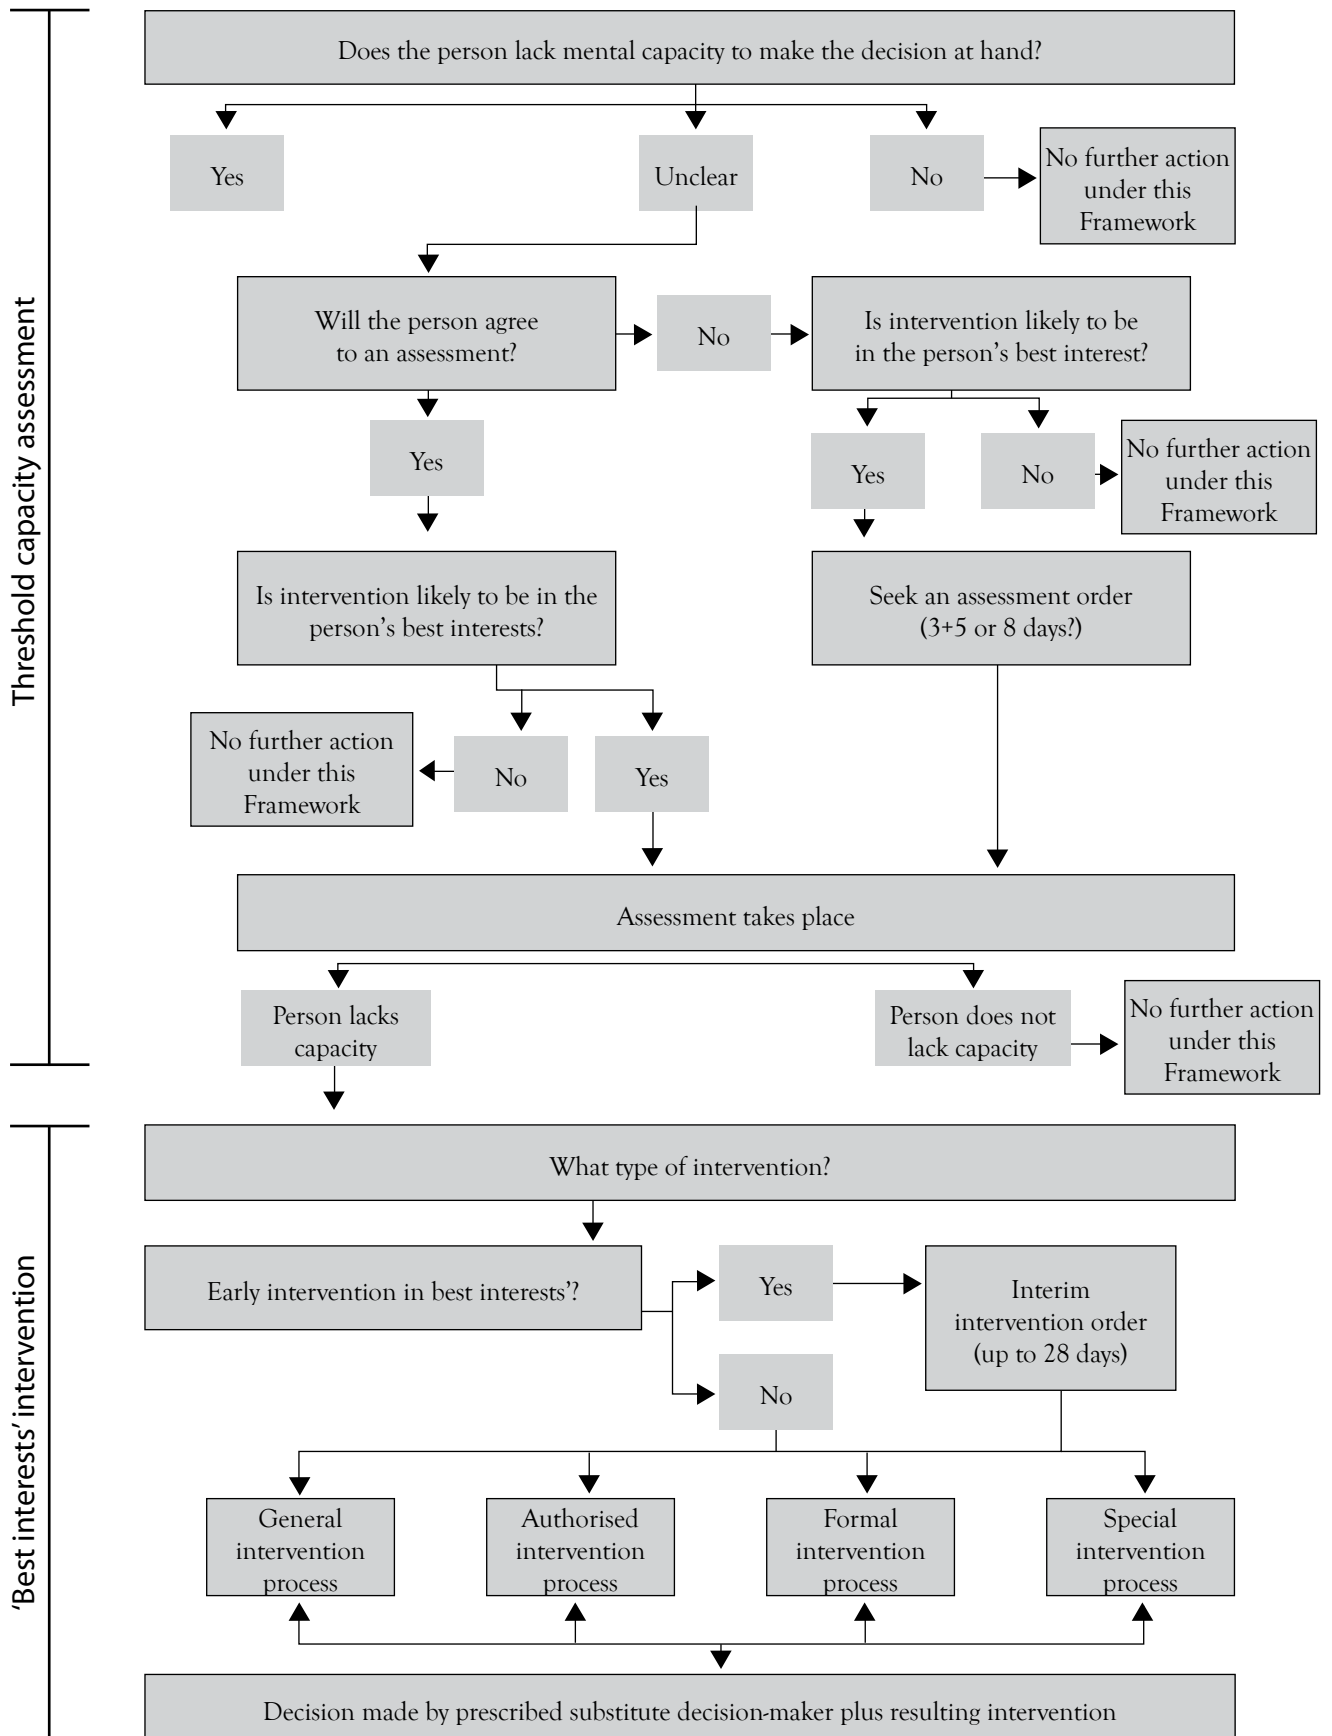 Threshold capacity assessment
Does the person lack mental capacity to make the decision at hand?
Yes
Unclear
No
No further action
under this
Framework
Will the person agree
to an assessment?
No
Is intervention likely to be
in the person's best interest?
Yes
Yes
No
No further action
under this
Framework
Is intervention likely to be in the
person's best interests?
Seek an assessment order
(3+5 or 8 days?)
No further action
under this
Framework
No
Yes
Assessment takes place
Person lacks
capacity
Person does not
lack capacity
No further action
under this
Framework
'Best interests' intervention
What type of intervention?
Early intervention in best interests'?
Yes
Interim
intervention order
(up to 28 days)
No
General
intervention
process
Authorised
intervention
process
Formal
intervention
process
Special
intervention
process
Decision made by prescribed substitute decision-maker plus resulting intervention